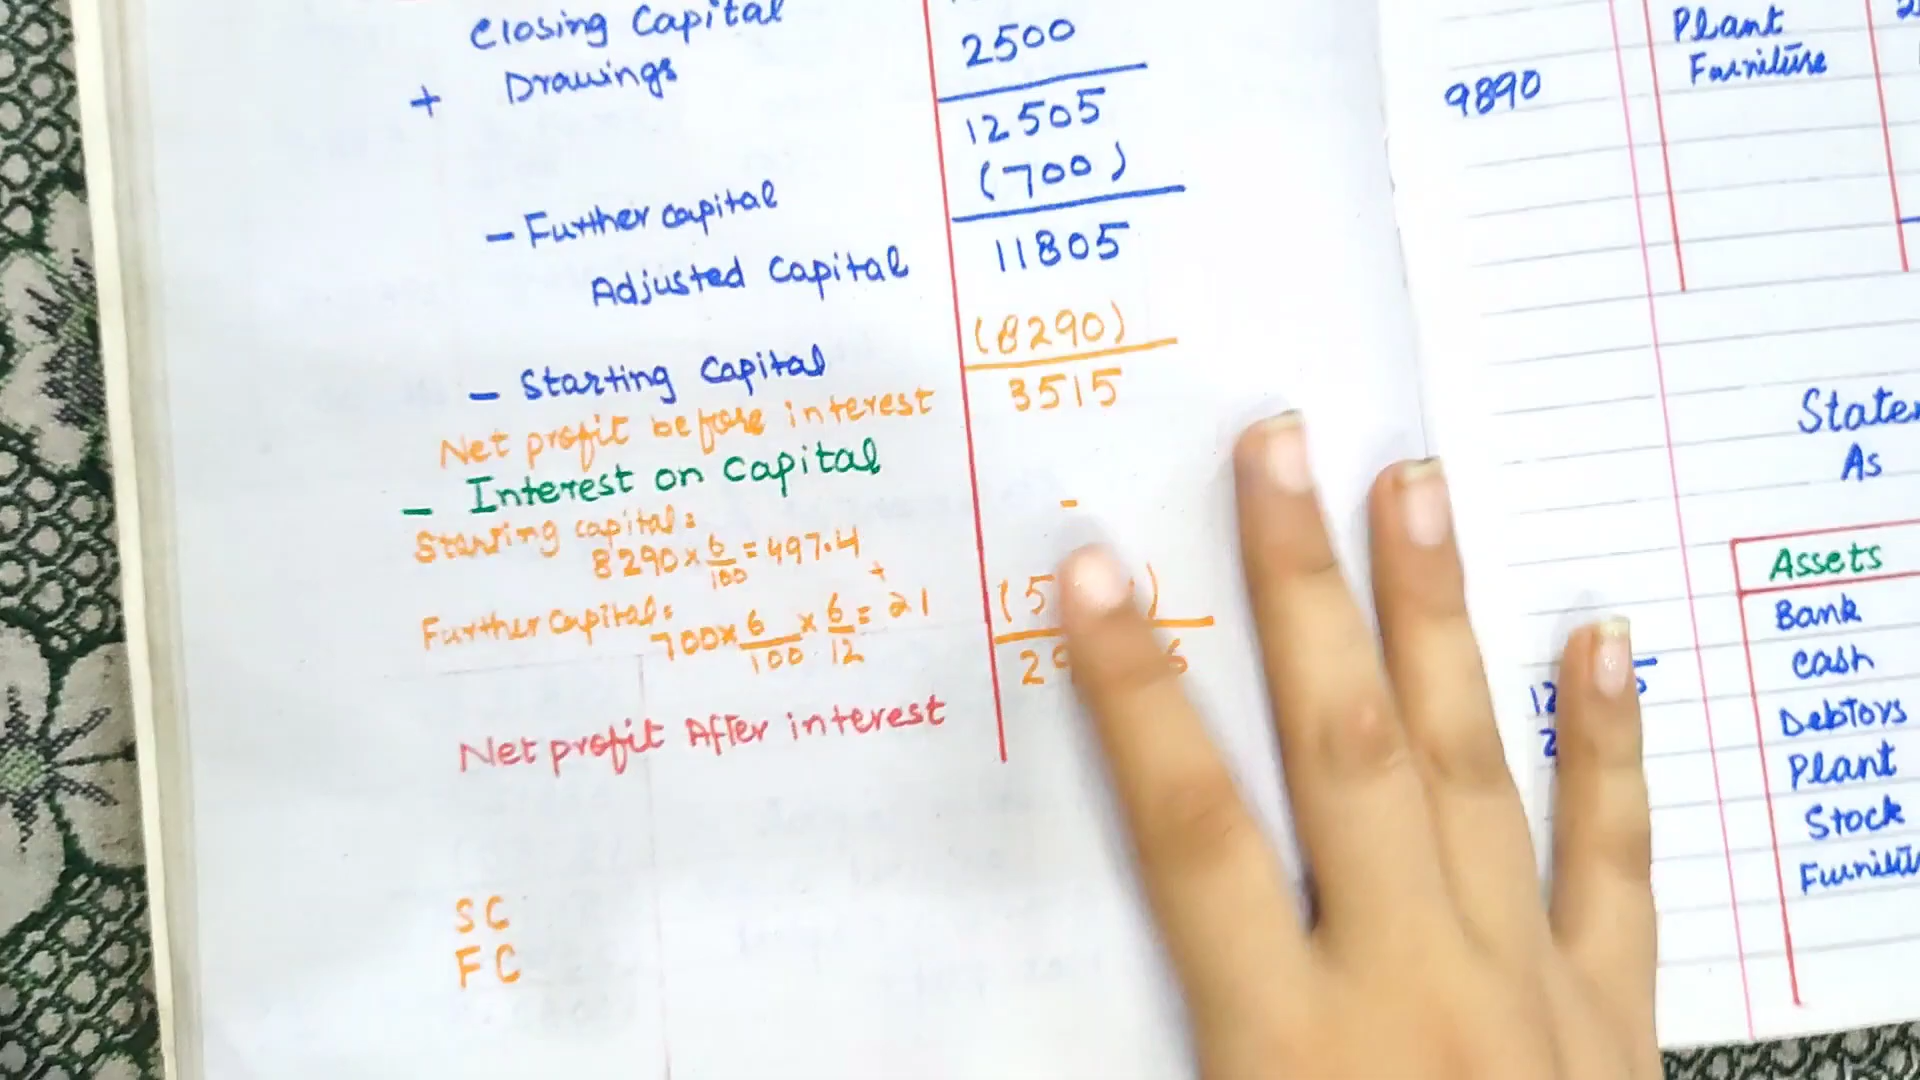 Closing Capital
+ Drawings 2500
12505
- Further capital (700)
Adjusted Capital 11805
- Starting Capital (8290)
Net profit before interest 3515
- Interest on Capital -
Starting capital =
8290 × 6/100 = 497.4
+
Further Capital =
700 × 6/100 × 6/12 = 21
Net profit After interest
SC
FC
Plant
Furniture
9890
As
Assets
Bank
Cash
Debtors
Plant
Stock